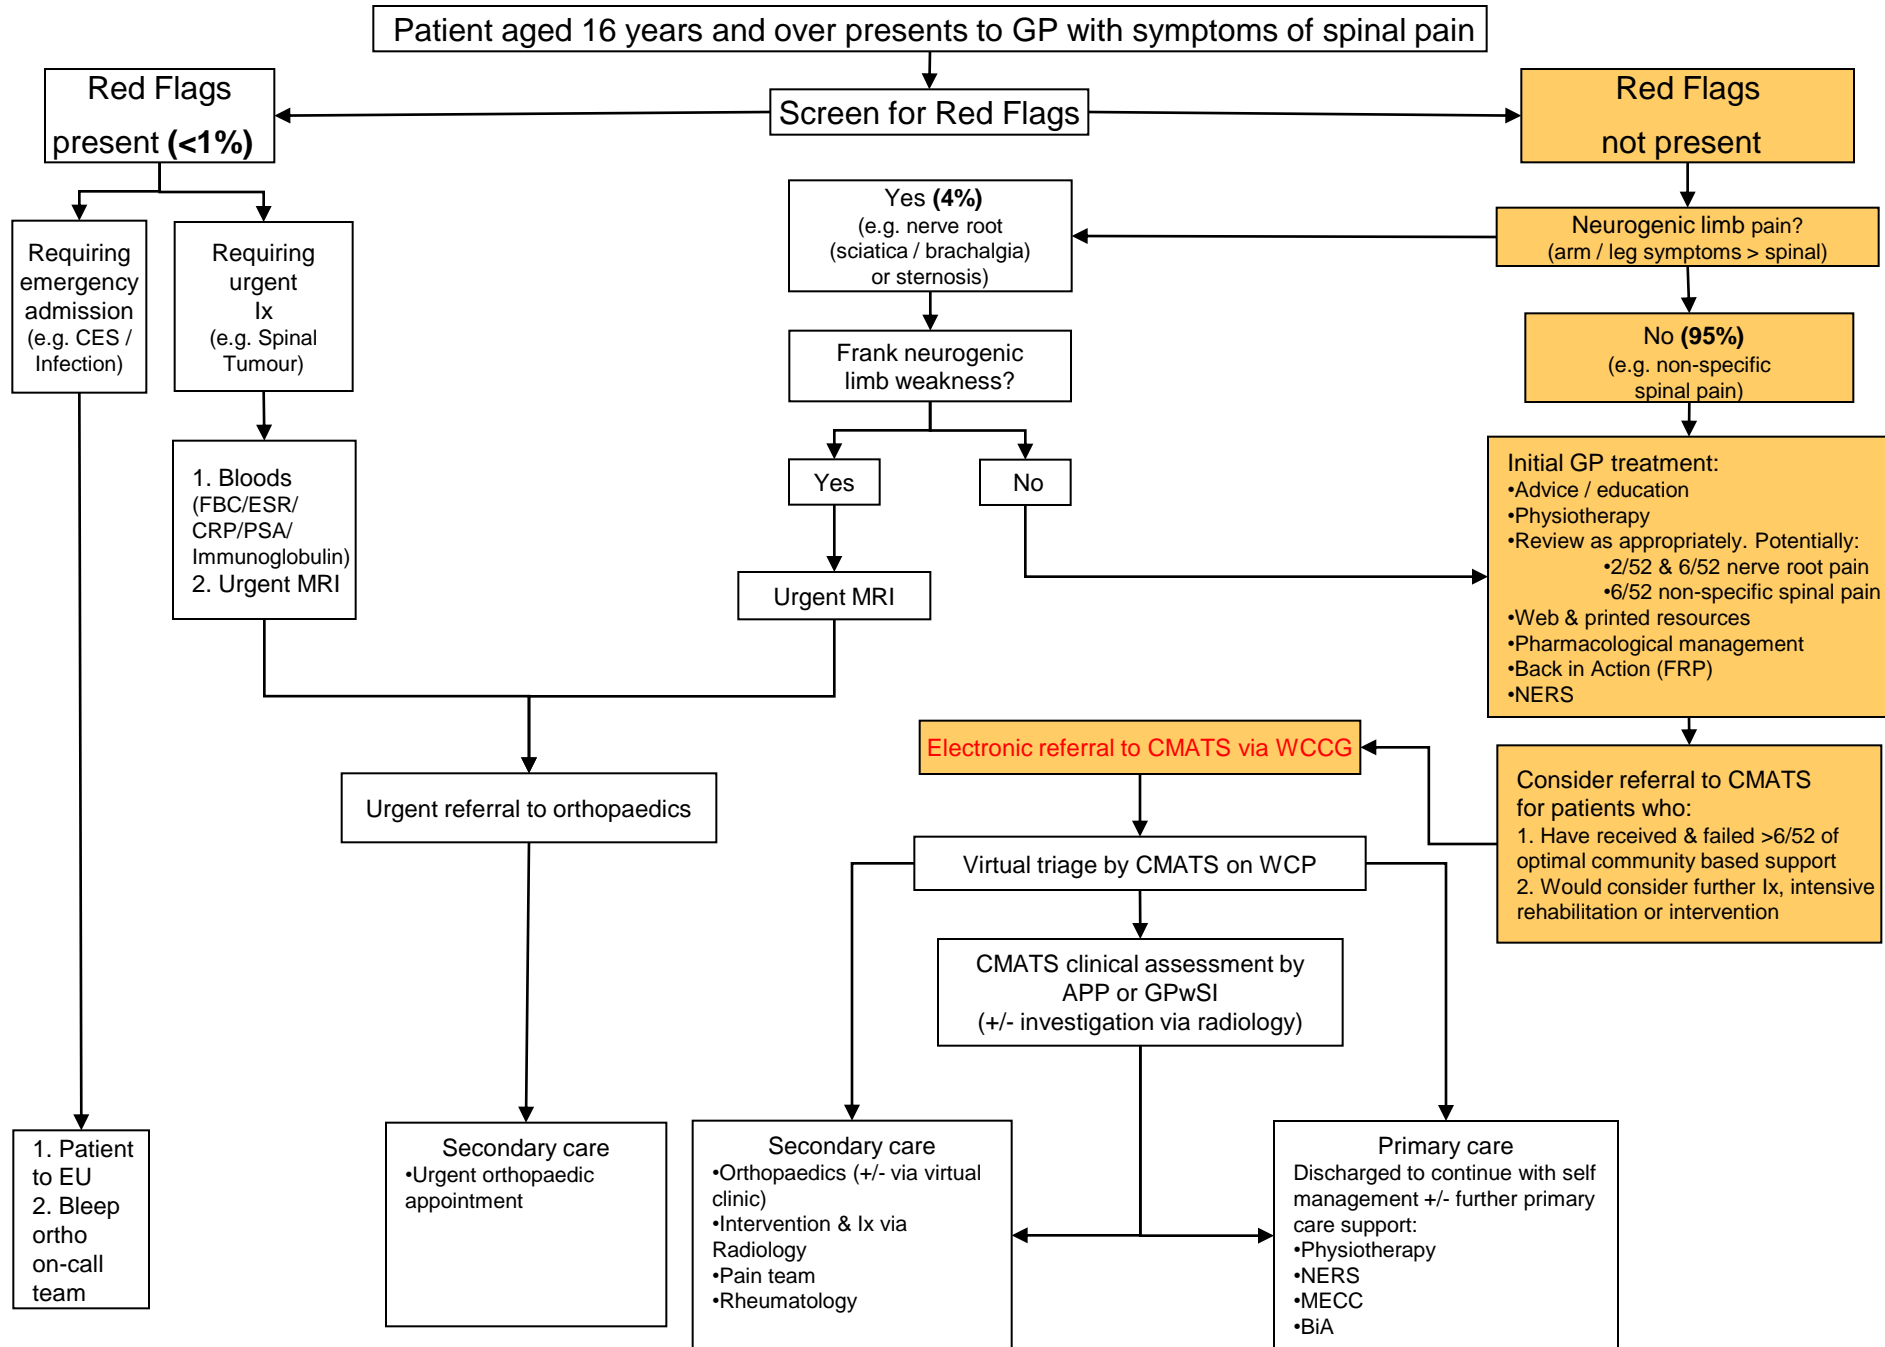 Patient aged 16 years and over presents to GP with symptoms of spinal pain
Red Flags
present (<1%)
Screen for Red Flags
Red Flags
not present
Yes (4%)
(e.g. nerve root
(sciatica / brachalgia)
or sternosis)
Neurogenic limb pain?
(arm / leg symptoms > spinal)
Requiring
emergency
admission
(e.g. CES /
Infection)
Requiring
urgent
Ix
(e.g. Spinal
Tumour)
No (95%)
(e.g. non-specific
spinal pain)
Frank neurogenic
limb weakness?
1. Bloods
(FBC/ESR/
CRP/PSA/
Immunoglobulin)
2. Urgent MRI
Yes
No
Initial GP treatment:
•Advice / education
•Physiotherapy
•Review as appropriately. Potentially:
•2/52 & 6/52 nerve root pain
•6/52 non-specific spinal pain
•Web & printed resources
•Pharmacological management
•Back in Action (FRP)
•NERS
Urgent MRI
Electronic referral to CMATS via WCCG
Consider referral to CMATS
for patients who:
1. Have received & failed >6/52 of
optimal community based support
2. Would consider further Ix, intensive
rehabilitation or intervention
Urgent referral to orthopaedics
Virtual triage by CMATS on WCP
CMATS clinical assessment by
APP or GPwSI
(+/- investigation via radiology)
1. Patient
to EU
2. Bleep
ortho
on-call
team
Secondary care
•Urgent orthopaedic
appointment
Secondary care
•Orthopaedics (+/- via virtual
clinic)
•Intervention & Ix via
Radiology
•Pain team
•Rheumatology
Primary care
Discharged to continue with self
management +/- further primary
care support:
•Physiotherapy
•NERS
•MECC
•BiA